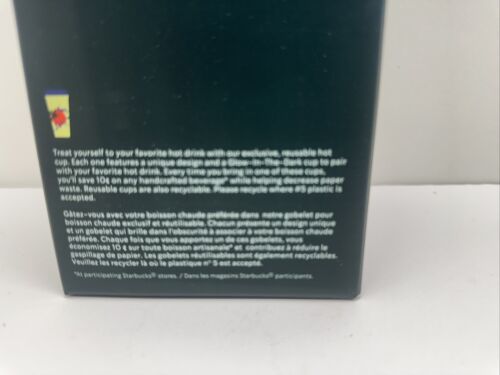 Treat yourself to your favorite hot drink with our exclusive, reusable hot
cup. Each one features a unique design and a Glow-In-The-Dark cup to pair
with your favorite hot drink. Every time you bring in one of these cups,
you'll save 10¢ on any handcrafted beverage* while helping decrease paper
waste. Reusable cups are also recyclable. Please recycle where #5 plastic is
accepted.
Gâtez-vous avec votre boisson chaude préférée dans notre gobelet pour
boisson chaude exclusif et réutilisable. Chacun présente un design unique
et un gobelet qui brille dans l'obscurité à associer à votre boisson chaude
préférée. Chaque fois que vous apportez un de ces gobelets, vous
économisez 10 ¢ sur toute boisson artisanale* et contribuez à réduire le
gaspillage de papier. Les gobelets réutilisables sont également recyclables.
Veuillez les recycler là où le plastique n° 5 est accepté.
*At participating Starbucks® stores. / Dans les magasins Starbucks® participants.